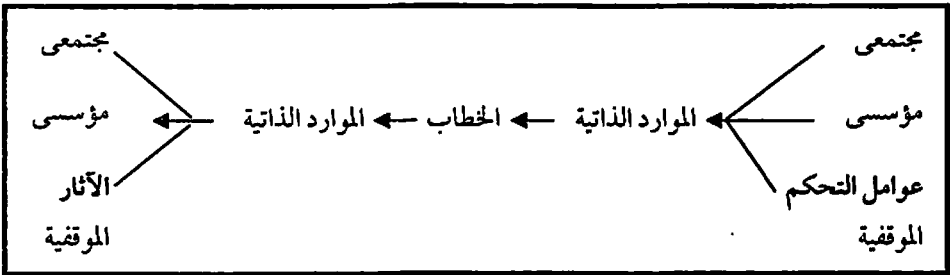 مجتمعى مجتمعى
مؤسسى الموارد الذاتية الخطاب الموارد الذاتية مؤسسى
عوامل التحكم الآثار
الموقفية الموقفية